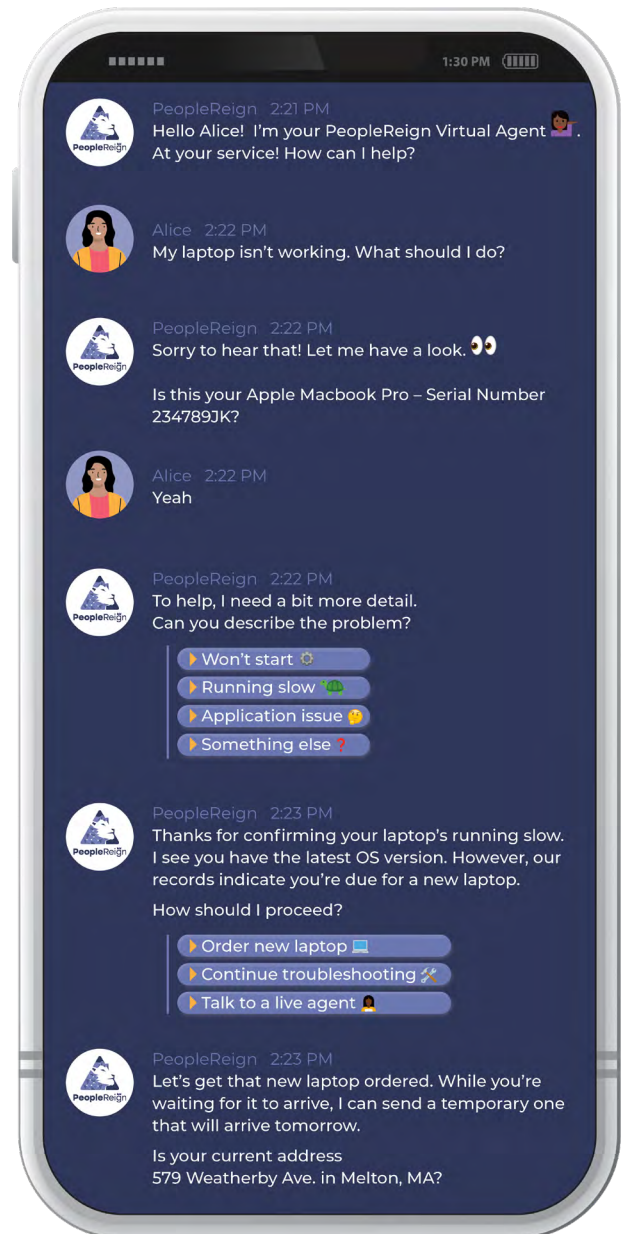 1:30 PM
PeopleReign 2:21 PM
PeopleReign
Hello Alice! I'm your PeopleReign Virtual Agent 💁🏾‍♀️.
At your service! How can I help?
Alice 2:22 PM
My laptop isn't working. What should I do?
PeopleReign 2:22 PM
PeopleReign
Sorry to hear that! Let me have a look. 👀
Is this your Apple Macbook Pro – Serial Number
234789JK?
Alice 2:22 PM
Yeah
PeopleReign 2:22 PM
PeopleReign
To help, I need a bit more detail.
Can you describe the problem?
Won't start ⚙️
Running slow 🐢
Application issue 🤔
Something else ❓
PeopleReign 2:23 PM
PeopleReign
Thanks for confirming your laptop's running slow.
I see you have the latest OS version. However, our
records indicate you're due for a new laptop.
How should I proceed?
Order new laptop 💻
Continue troubleshooting 🛠️
Talk to a live agent 👩🏾‍💼
PeopleReign 2:23 PM
PeopleReign
Let's get that new laptop ordered. While you're
waiting for it to arrive, I can send a temporary one
that will arrive tomorrow.
Is your current address
579 Weatherby Ave. in Melton, MA?